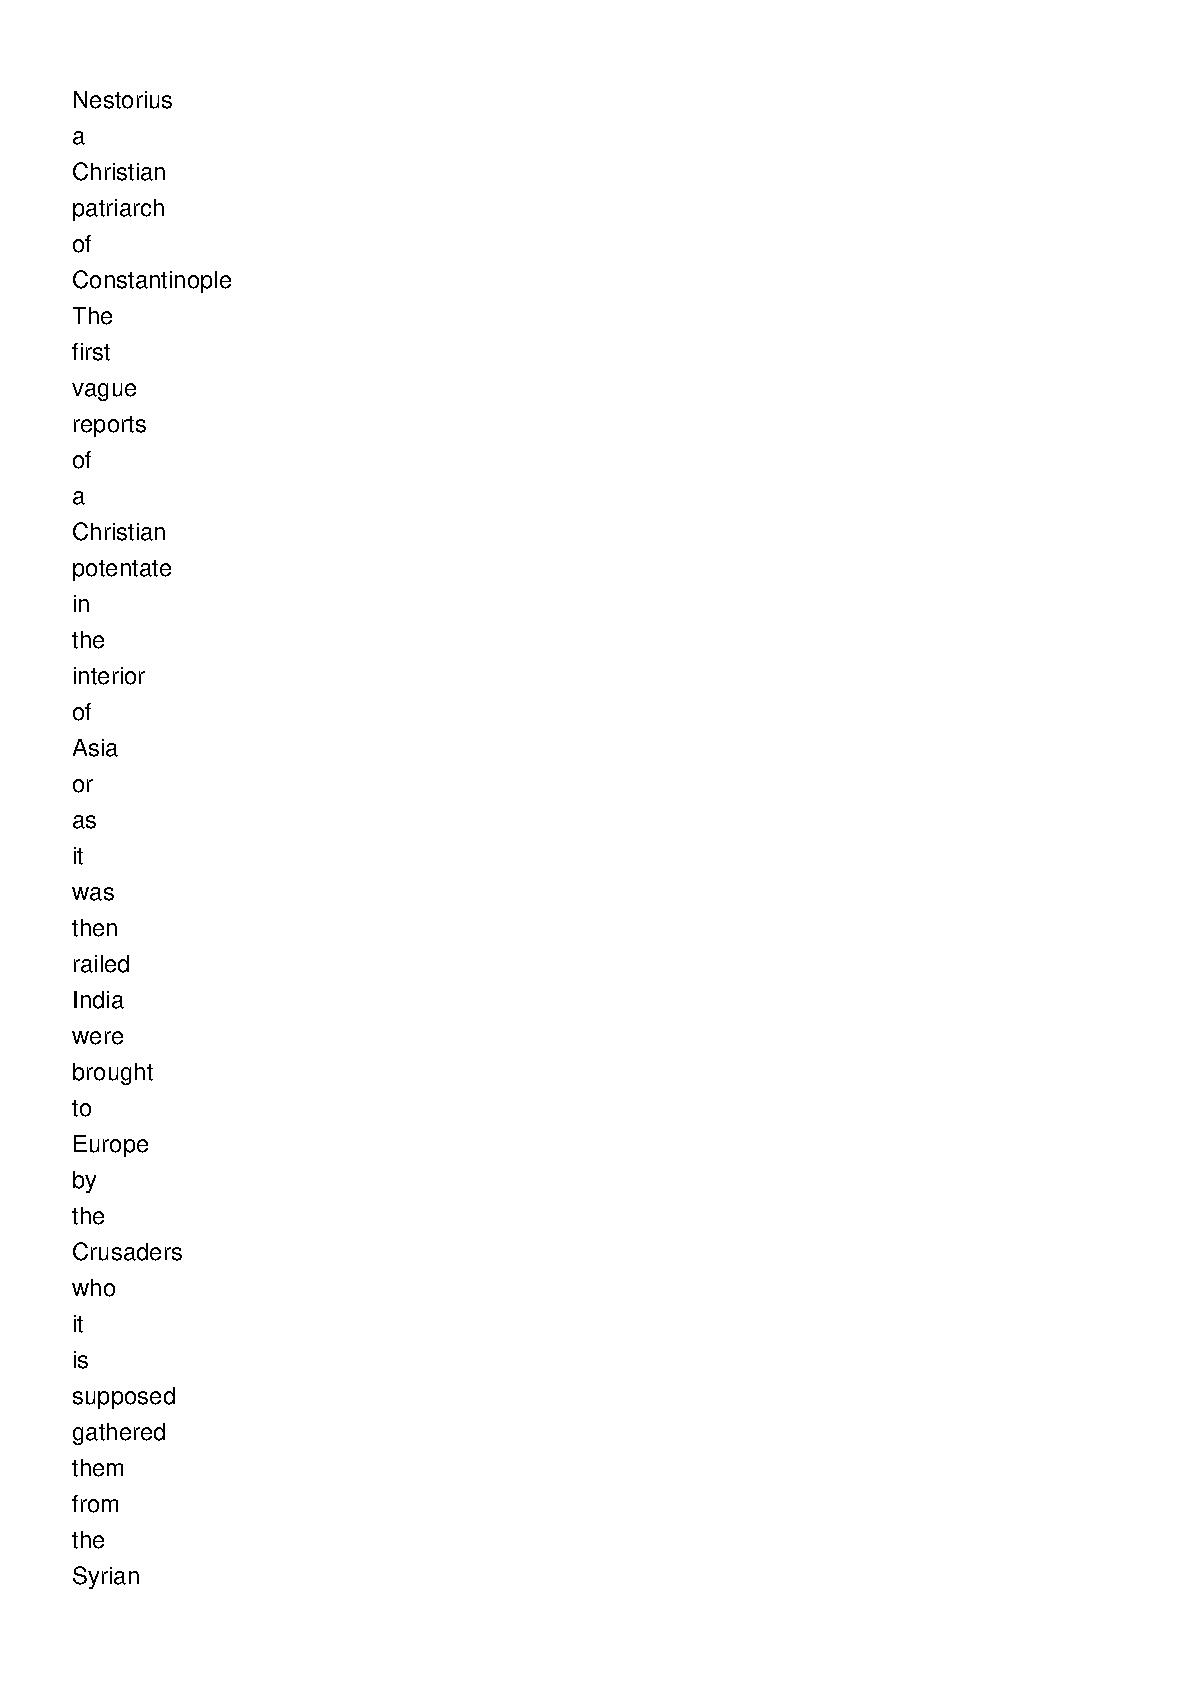 Nestorius
a
Christian
patriarch
of
Constantinople
The
first
vague
reports
of
a
Christian
potentate
in
the
interior
of
Asia
or
as
it
was
then
railed
India
were
brought
to
Europe
by
the
Crusaders
who
it
is
supposed
gathered
them
from
the
Syrian